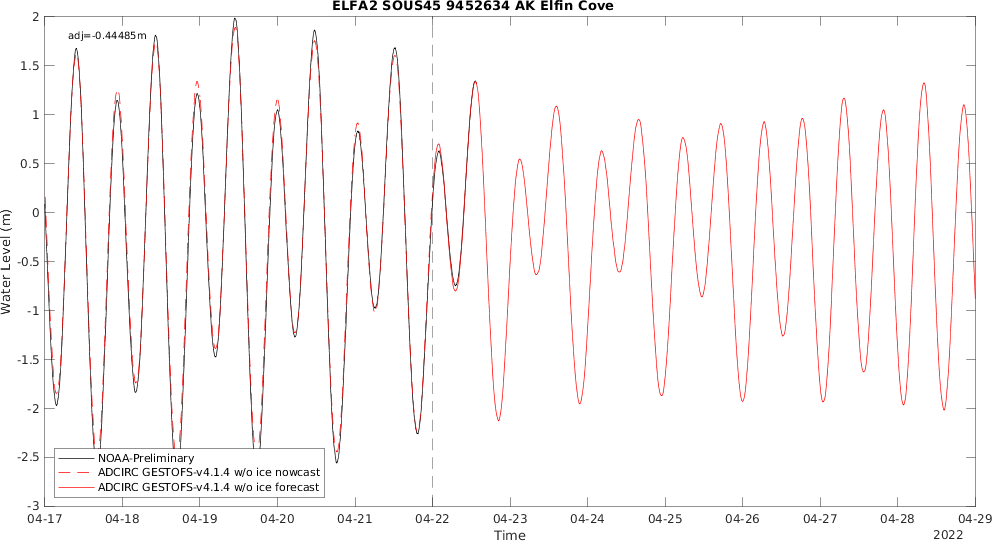 ELFA2 SOUS45 9452634 AK Elfin Cove
adj=-0.44485m
2
1.5
1
0.5
0
-0.5
-1
-1.5
-2
-2.5
-3
Water Level (m)
NOAA-Preliminary
ADCIRC GESTOFS-v4.1.4 w/o ice nowcast
ADCIRC GESTOFS-v4.1.4 w/o ice forecast
04-17 04-18 04-19 04-20 04-21 04-22 04-23 04-24 04-25 04-26 04-27 04-28 04-29
Time
2022